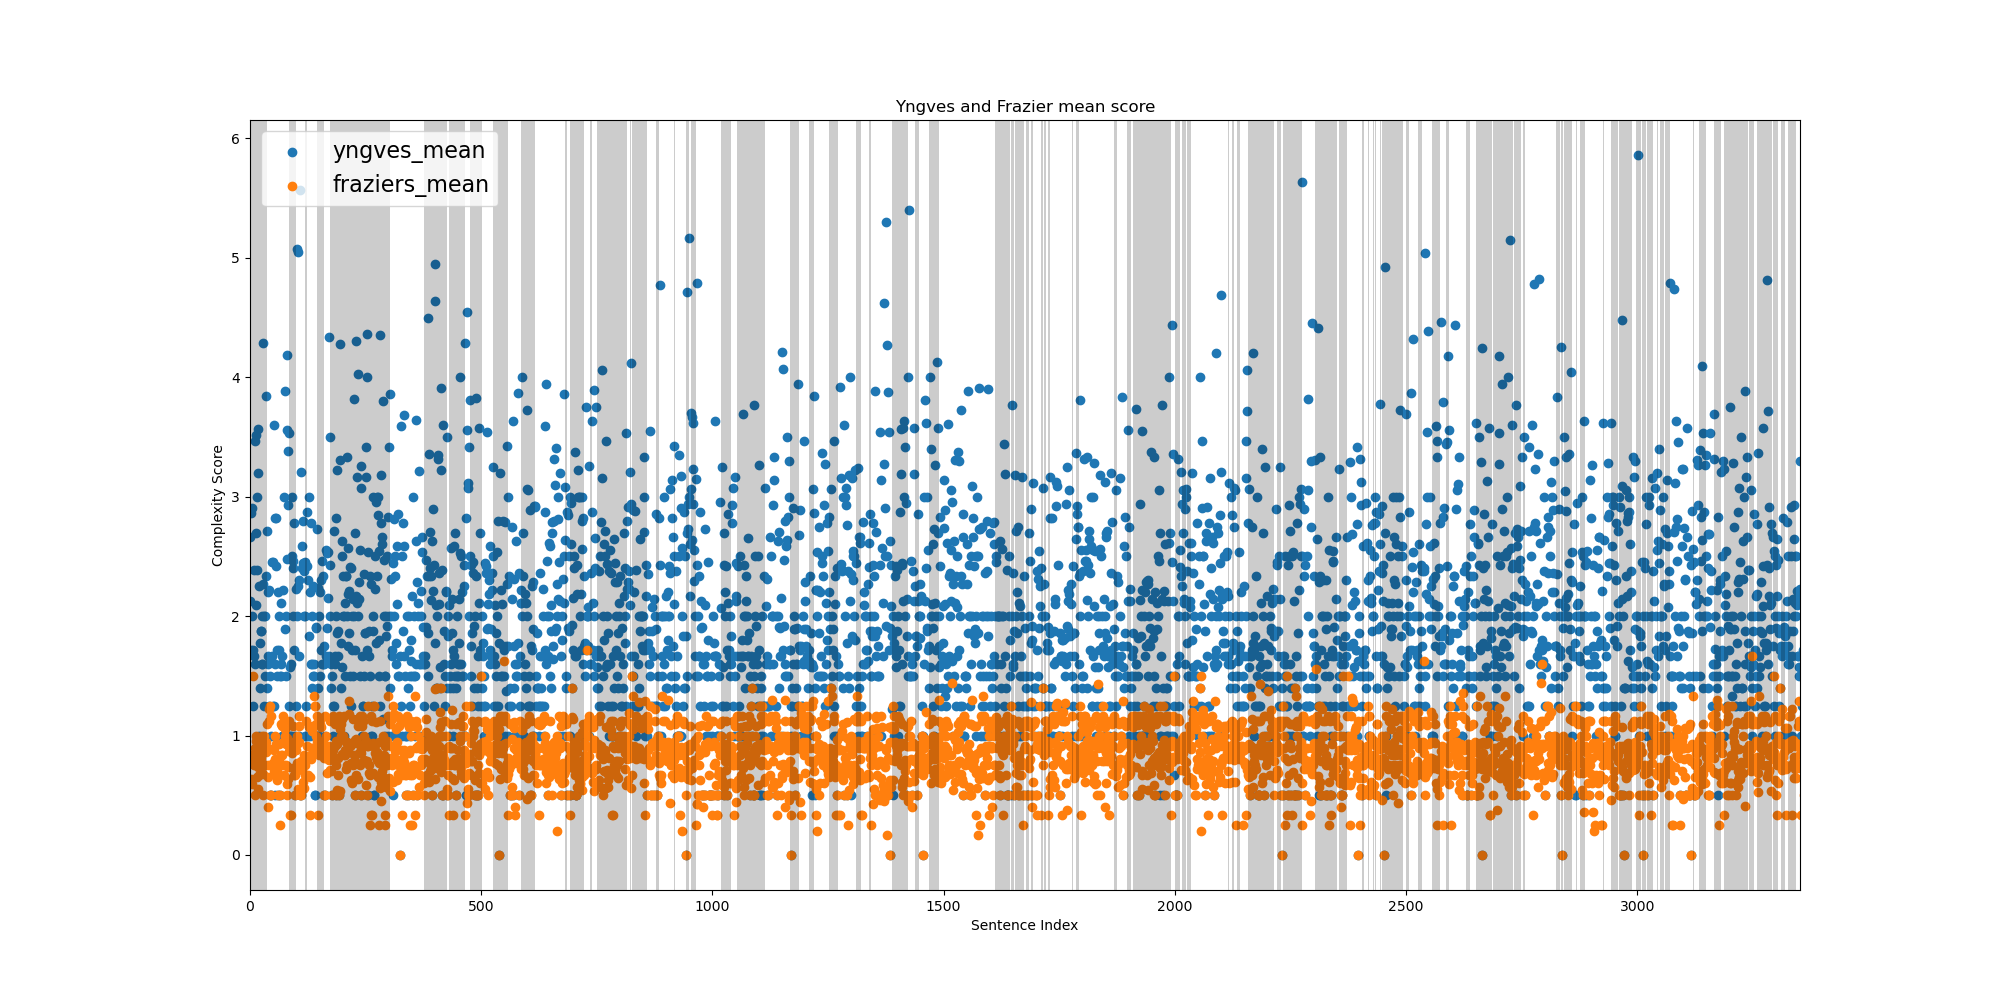 Yngves and Frazier mean score
yngves_mean
fraziers_mean
Complexity Score
6
5
4
3
2
1
0
0 500 1000 1500 2000 2500 3000
Sentence Index